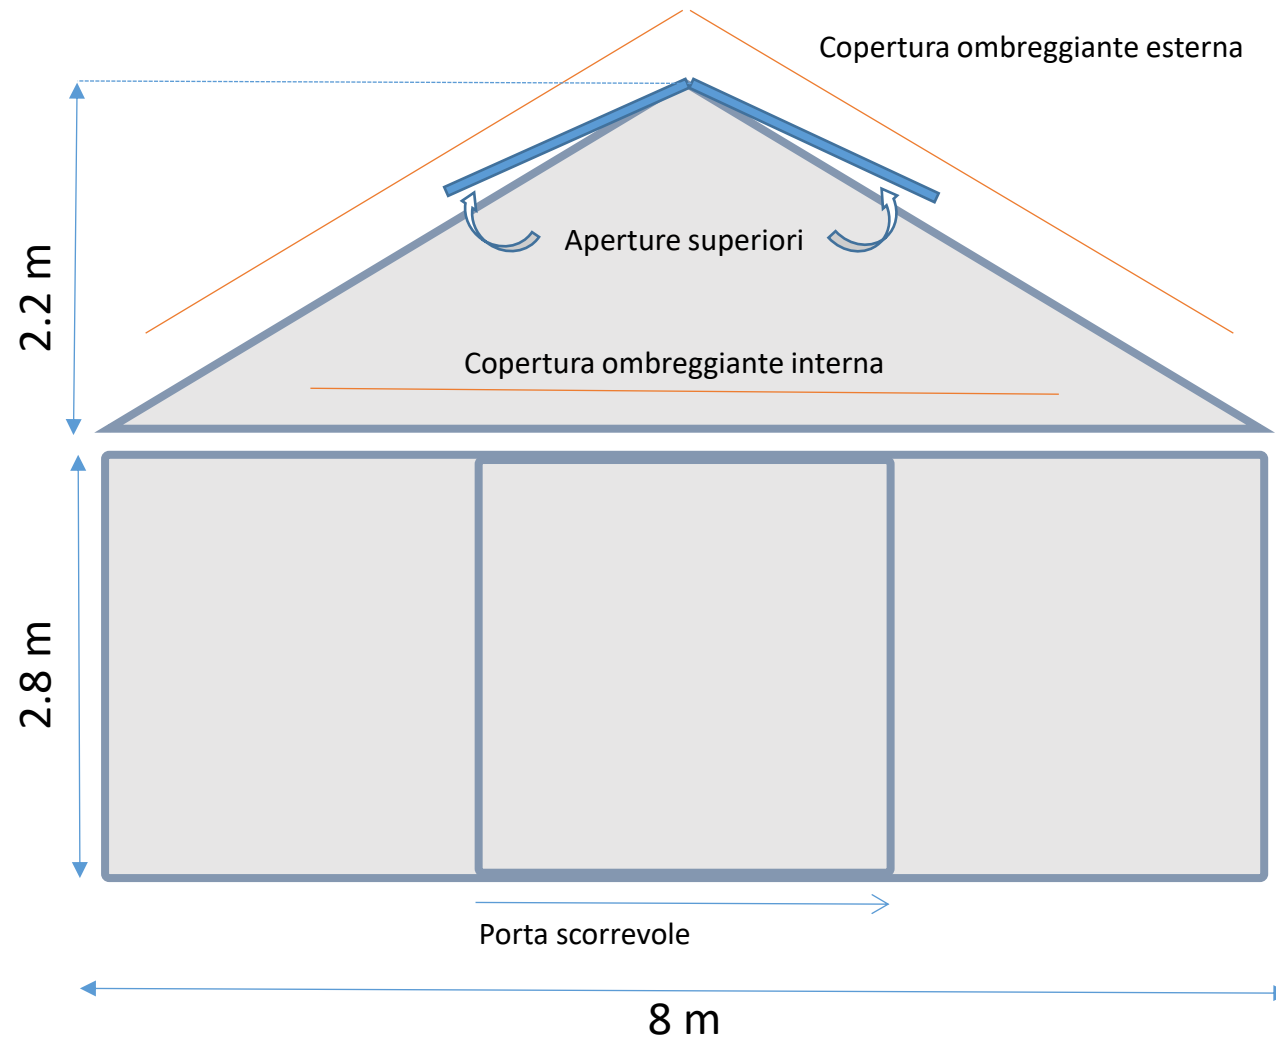 Copertura ombreggiante esterna
2.2 m
Aperture superiori
Copertura ombreggiante interna
2.8 m
Porta scorrevole
8 m